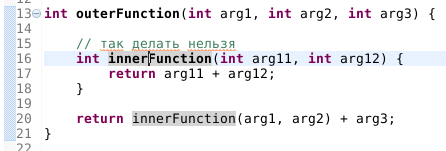 13 int outerFunction(int arg1, int arg2, int arg3) {
14
15 // так делать нельзя
16 int innerFunction(int arg11, int arg12) {
17 return arg11 + arg12;
18 }
19
20 return innerFunction(arg1, arg2) + arg3;
21 }
22